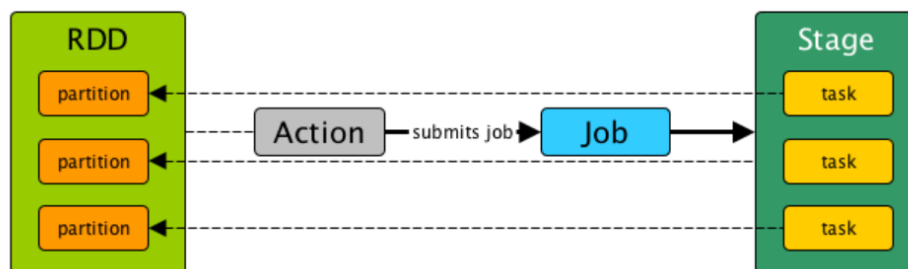 RDD
partition
partition
partition
Action
submits job
Job
Stage
task
task
task